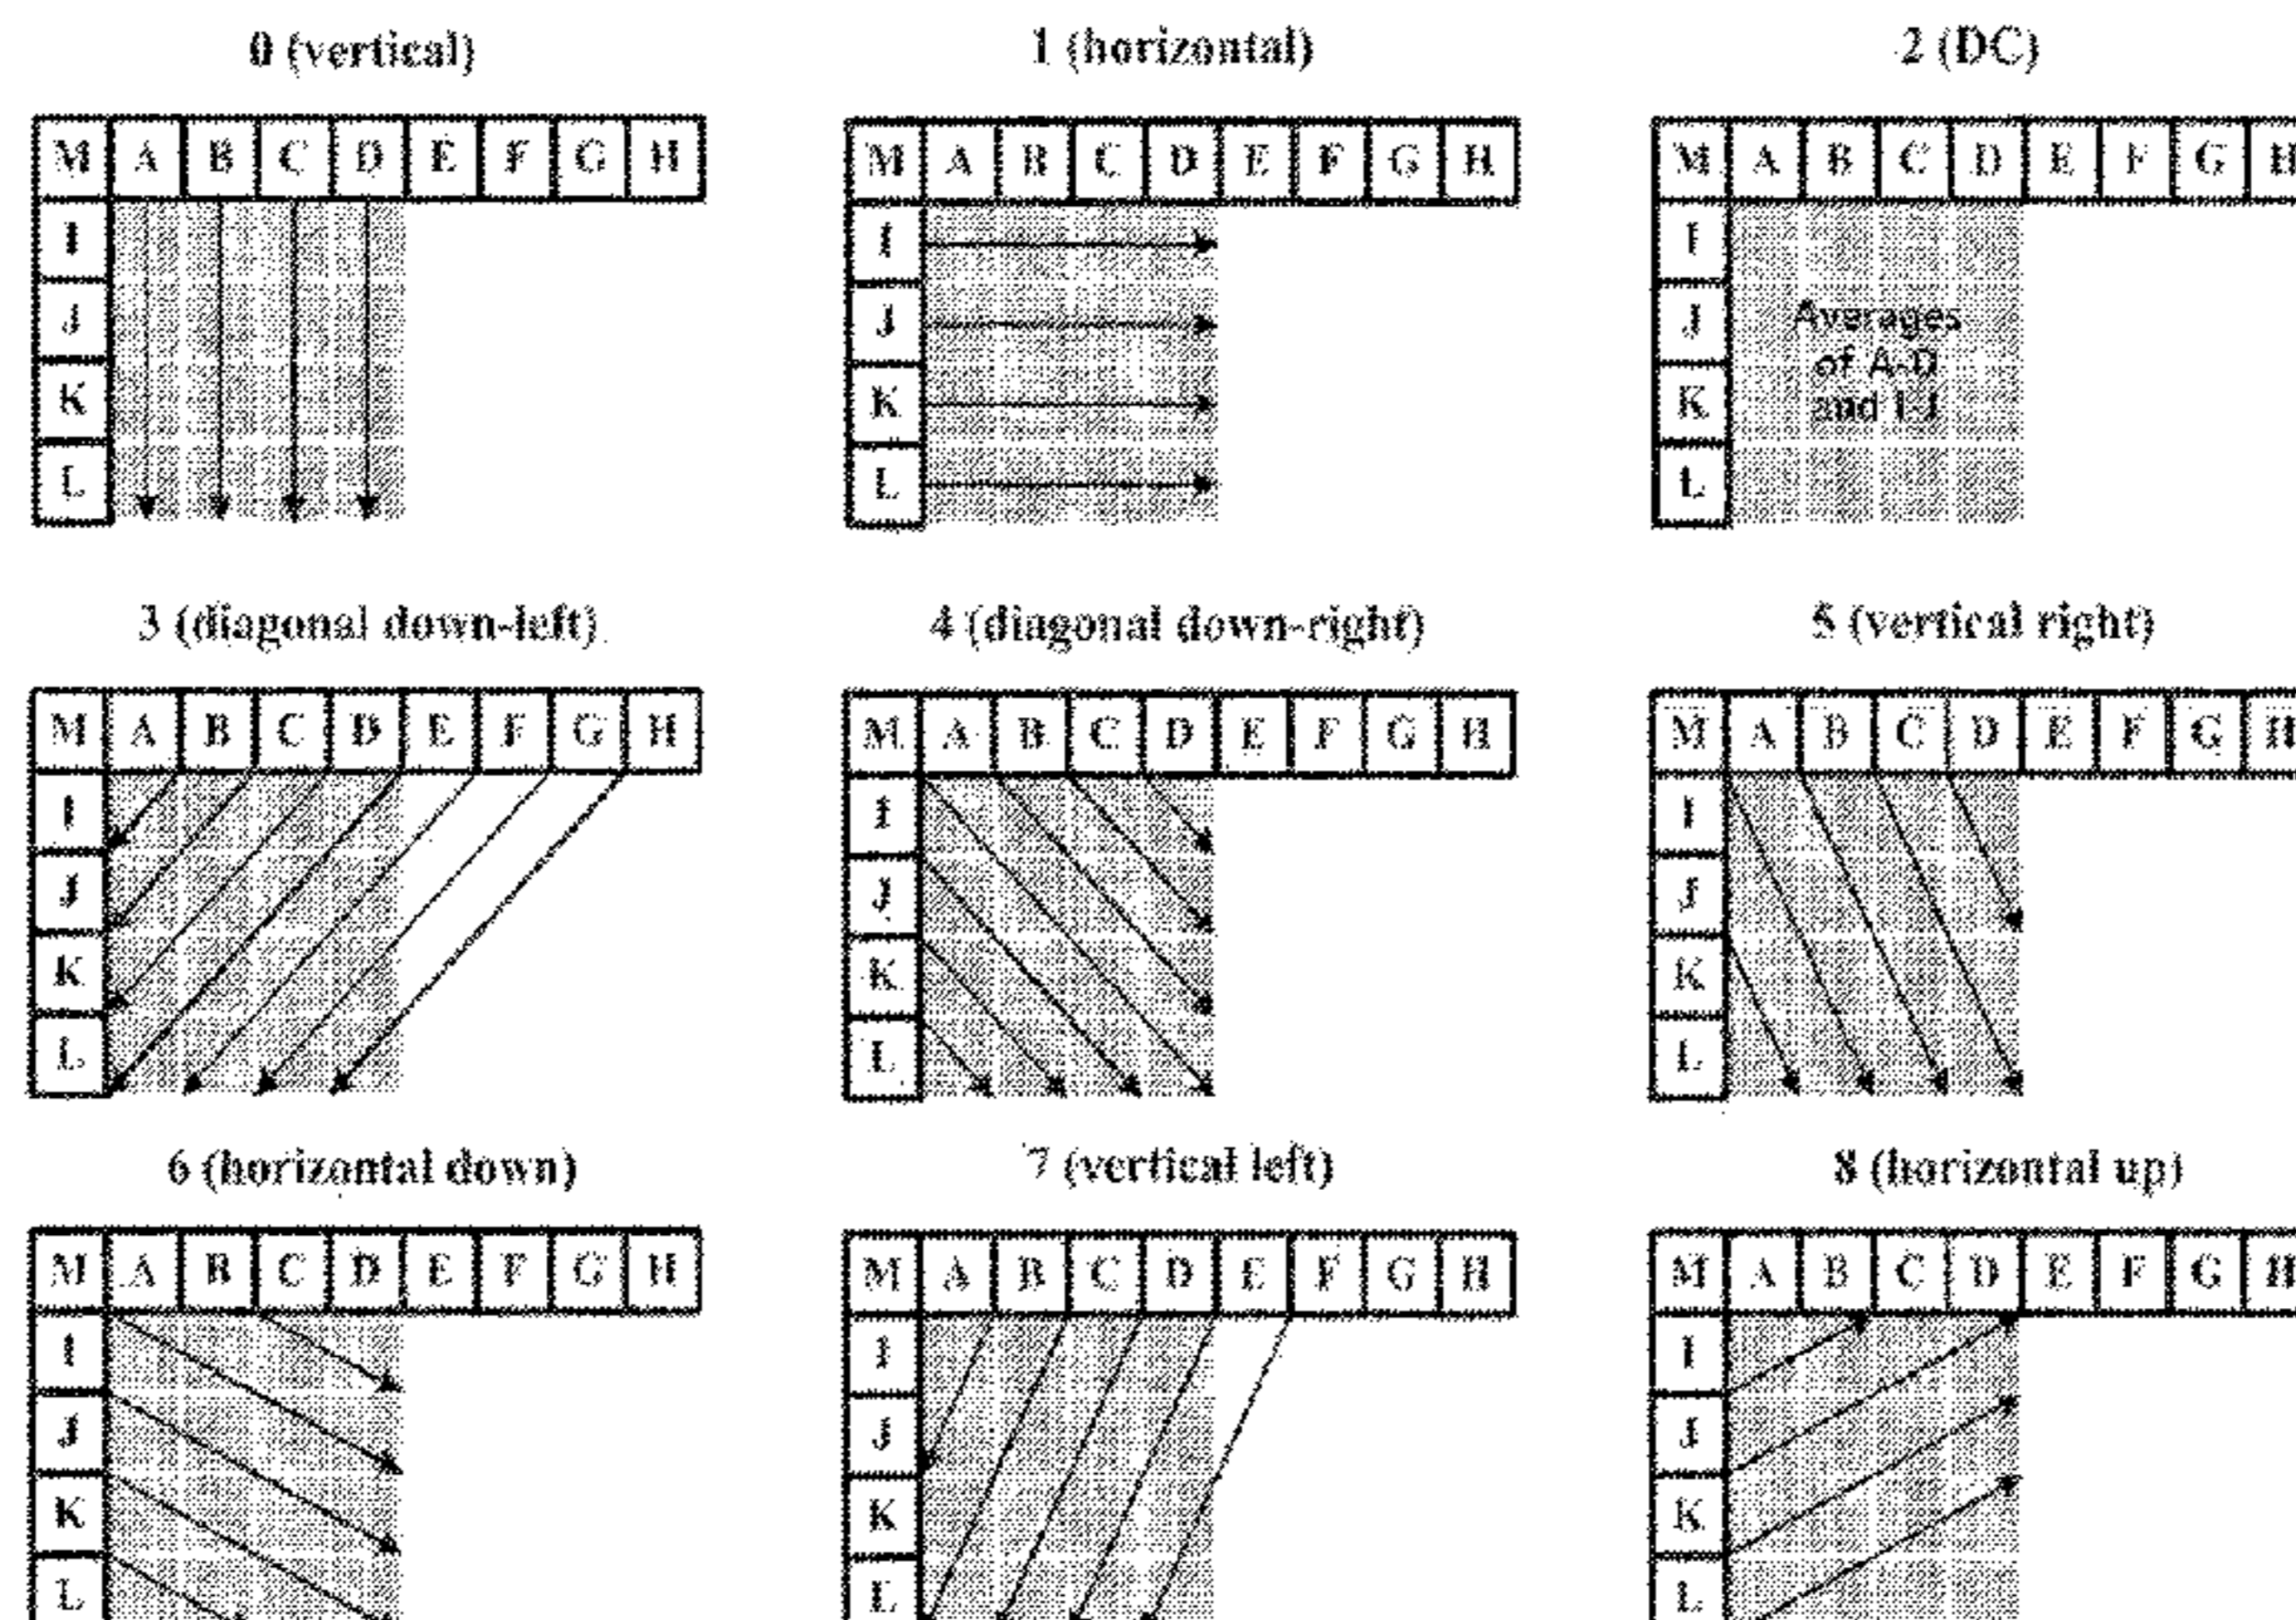 0 (vertical)
1 (horizontal)
2 (DC)
M A B C D E F G H
I
J
K
L
M A B C D E F G H
I
J
K
L
M A B C D E F G H
I
J
K
L
Averages
of A-D
and I-J
3 (diagonal down-left)
4 (diagonal down-right)
5 (vertical right)
M A B C D E F G H
I
J
K
L
M A B C D E F G H
I
J
K
L
M A B C D E F G H
I
J
K
L
6 (horizontal down)
7 (vertical left)
8 (horizontal up)
M A B C D E F G H
I
J
K
L
M A B C D E F G H
I
J
K
L
M A B C D E F G H
I
J
K
L